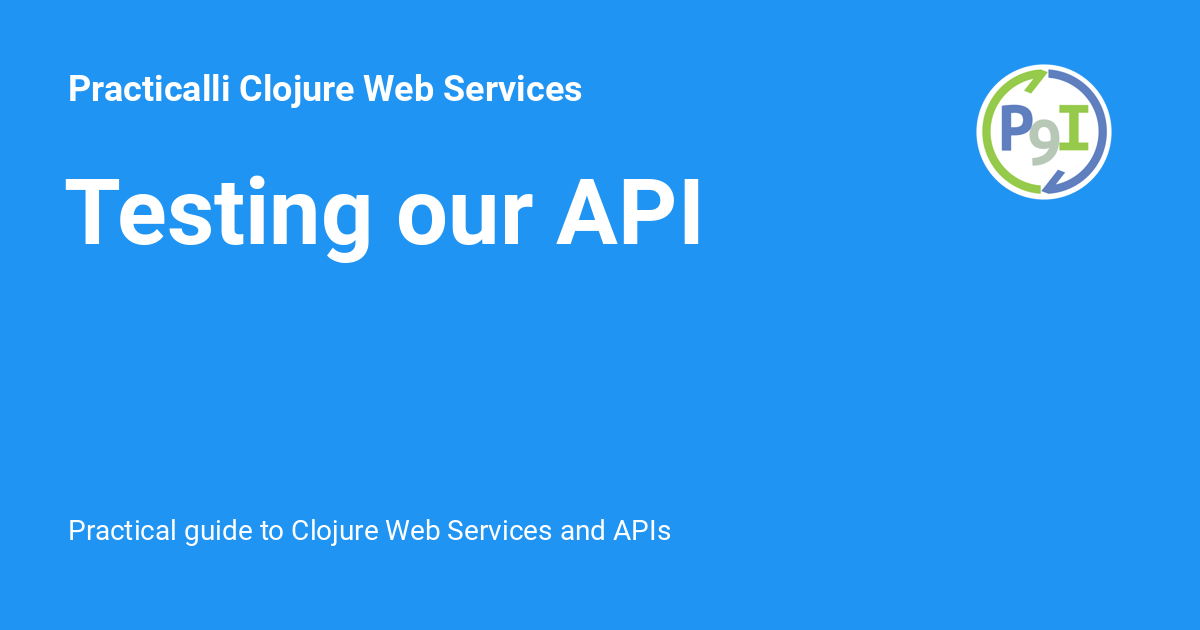 Practicalli Clojure Web Services
P9I
Testing our API
Practical guide to Clojure Web Services and APIs